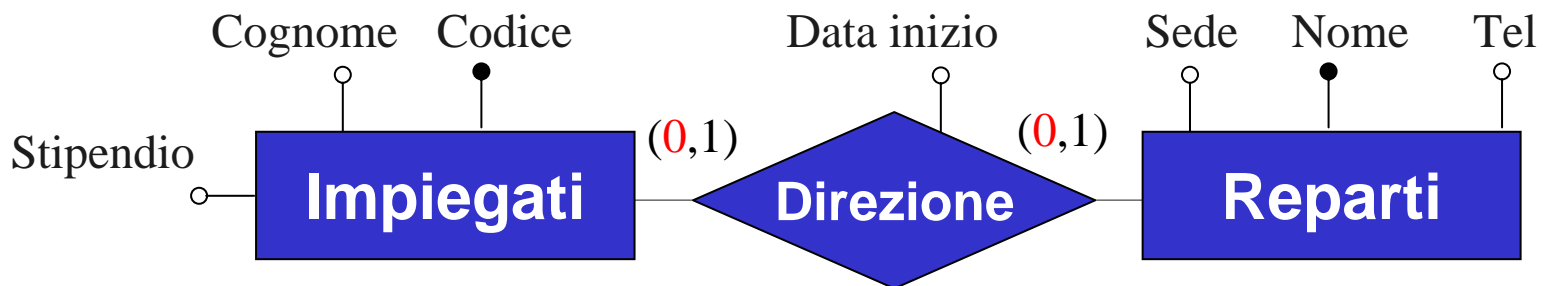 Cognome Codice Data inizio Sede Nome Tel
(0,1) (0,1)
Stipendio
Impiegati Direzione Reparti